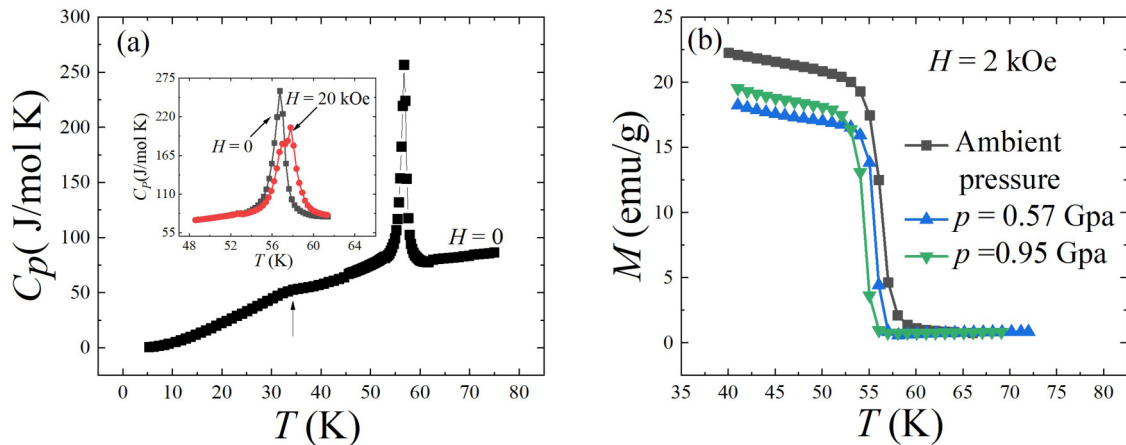 (a)
300
250
200
150
100
50
0
C_p( J/mol K)
0 10 20 30 40 50 60 70 80
T (K)
H = 0
275
220
165
110
55
C_P(J/mol K)
48 52 56 60 64
T (K)
H = 0
H = 20 kOe
(b)
25
20
15
10
5
0
M (emu/g)
35 40 45 50 55 60 65 70 75 80
T (K)
H = 2 kOe
Ambient
pressure
p = 0.57 Gpa
p =0.95 Gpa